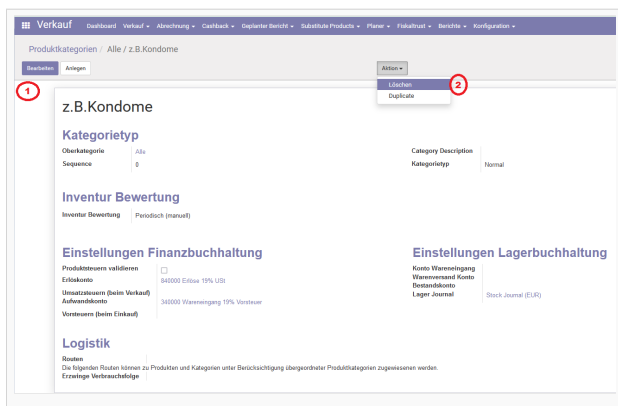 Verkauf Dashboard Verkauf Abrechnung Cashback Geplanter Bericht Substitute Products Planer Fiskaltrust Berichte Konfiguration
Produktkategorien / Alle / z.B.Kondome
Bearbeiten Anlegen Aktion
Löschen
Duplicate
1
2
z.B.Kondome
Kategorietyp
Oberkategorie Alle Category Description
Sequence 0 Kategorietyp Normal
Inventur Bewertung
Inventur Bewertung Periodisch (manuell)
Einstellungen Finanzbuchhaltung Einstellungen Lagerbuchhaltung
Produktsteuern validieren Konto Wareneingang
Erlöskonto 840000 Erlöse 19% USt Warenversand Konto
Bestandskonto
Umsatzsteuern (beim Verkauf) Lager Journal Stock Journal (EUR)
Aufwandskonto 340000 Wareneingang 19% Vorsteuer
Vorsteuern (beim Einkauf)
Logistik
Routen
Die folgenden Routen können zu Produkten und Kategorien unter Berücksichtigung übergeordneter Produktkategorien zugewiesenen werden.
Erzwinge Verbrauchsfolge